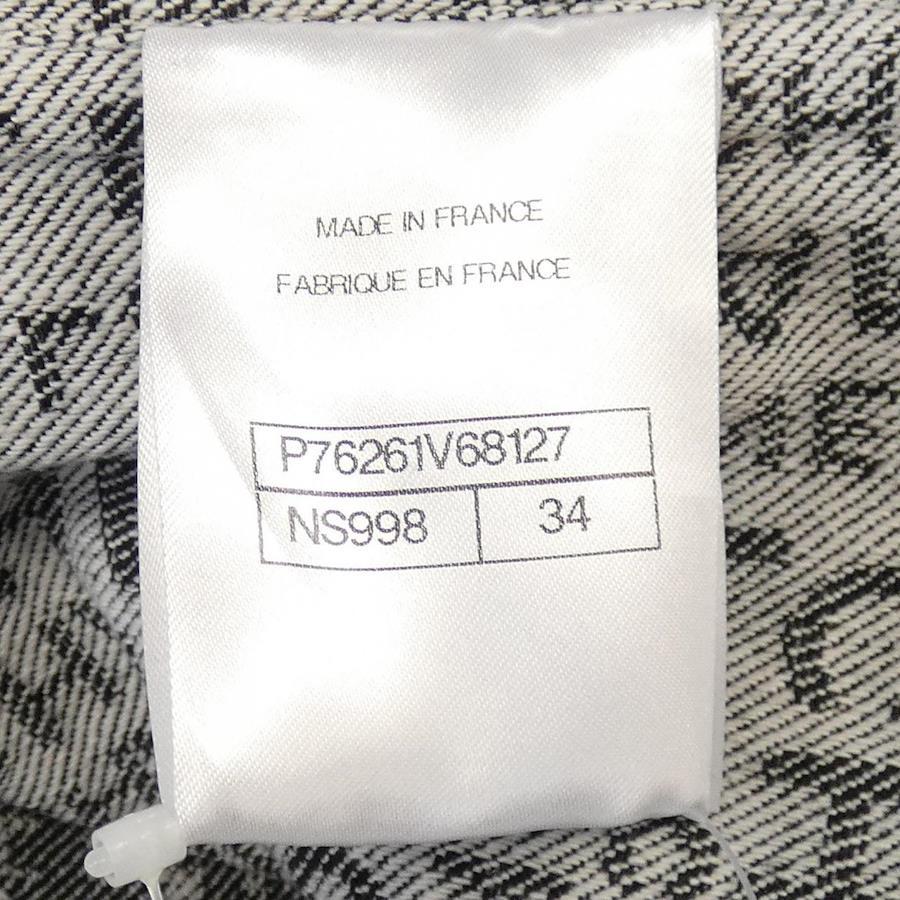 MADE IN FRANCE
FABRIQUE EN FRANCE
P76261V68127
NS998 34